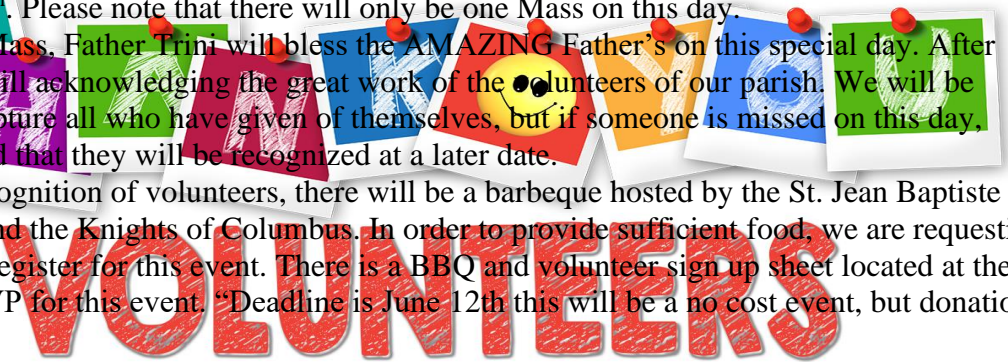 . Please note that there will only be one Mass on this day.
Mass, Father Trini will bless the AMAZING Father's on this special day. After
ill acknowledging the great work of the volunteers of our parish. We will be
pture all who have given of themselves, but if someone is missed on this day,
d that they will be recognized at a later date.
ognition of volunteers, there will be a barbeque hosted by the St. Jean Baptiste
nd the Knights of Columbus. In order to provide sufficient food, we are requesti
egister for this event. There is a BBQ and volunteer sign up sheet located at the
VP for this event. “Deadline is June 12th this will be a no cost event, but donatio
HANK YOU
VOLUNTEERS